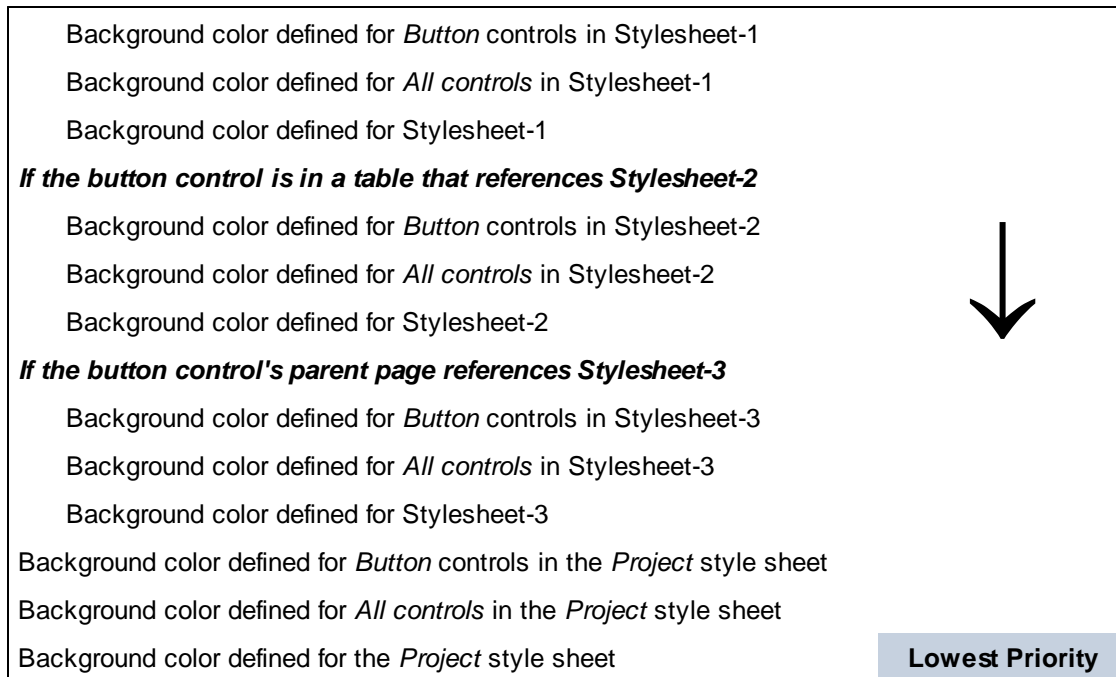 Background color defined for Button controls in Stylesheet-1
Background color defined for All controls in Stylesheet-1
Background color defined for Stylesheet-1
If the button control is in a table that references Stylesheet-2
Background color defined for Button controls in Stylesheet-2
Background color defined for All controls in Stylesheet-2
Background color defined for Stylesheet-2
If the button control's parent page references Stylesheet-3
Background color defined for Button controls in Stylesheet-3
Background color defined for All controls in Stylesheet-3
Background color defined for Stylesheet-3
Background color defined for Button controls in the Project style sheet
Background color defined for All controls in the Project style sheet
Background color defined for the Project style sheet
Lowest Priority